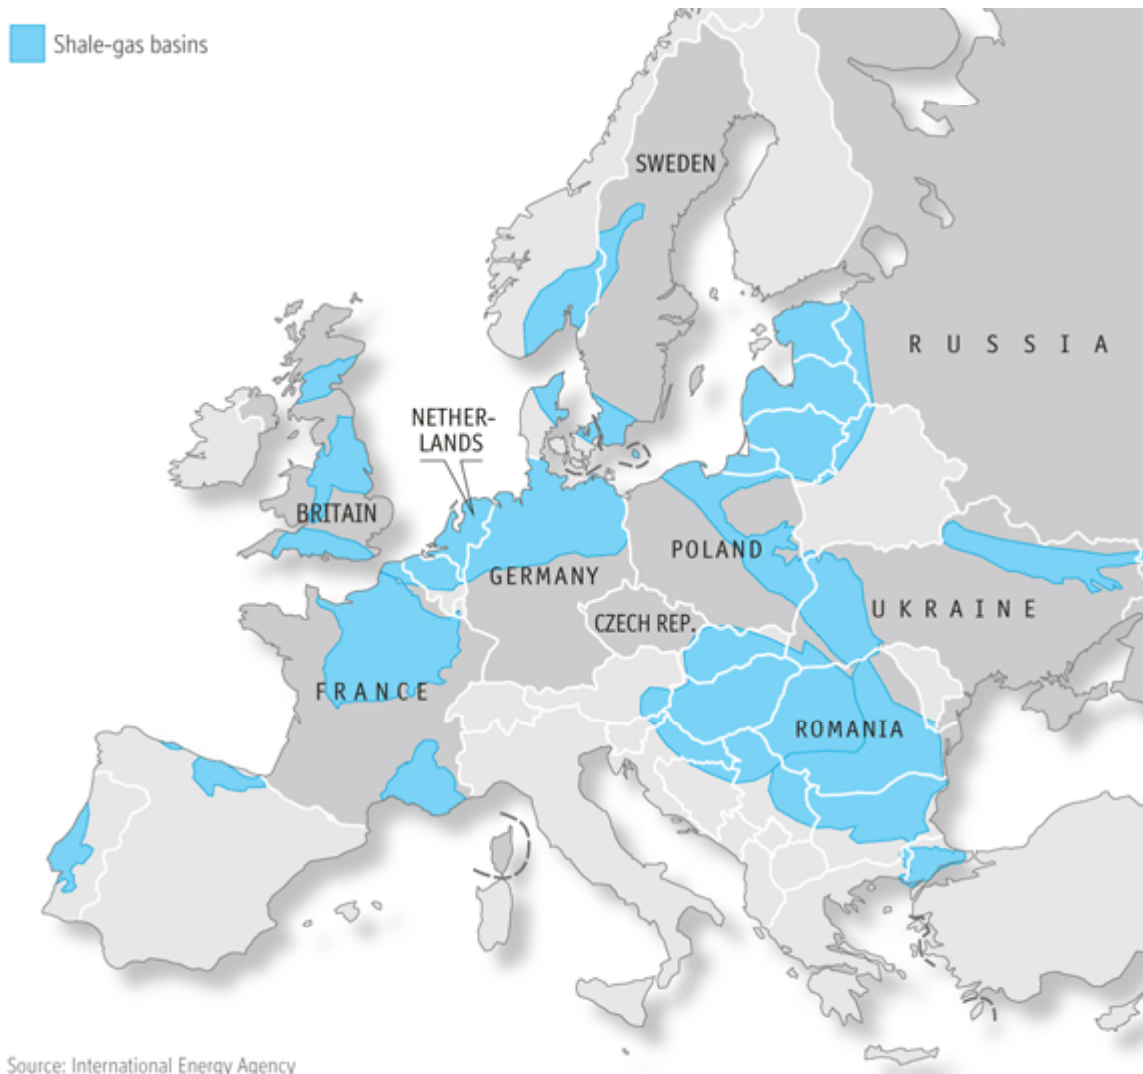 Shale-gas basins
SWEDEN
RUSSIA
NETHER-
LANDS
BRITAIN
POLAND
GERMANY
UKRAINE
CZECH REP.
FRANCE
ROMANIA
Source: International Energy Agency